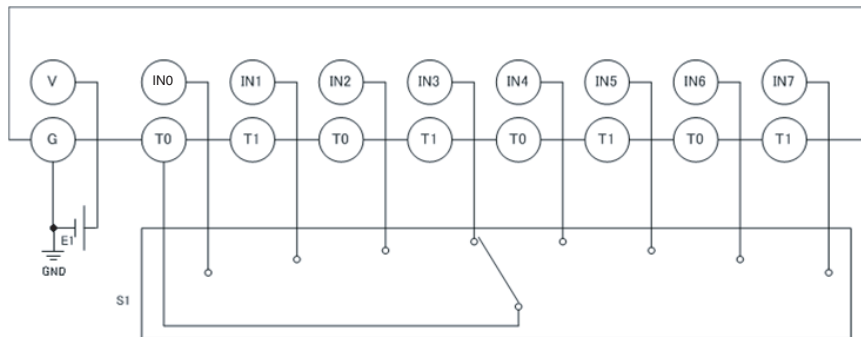 V IN0 IN1 IN2 IN3 IN4 IN5 IN6 IN7
G T0 T1 T0 T1 T0 T1 T0 T1
E1
GND
S1